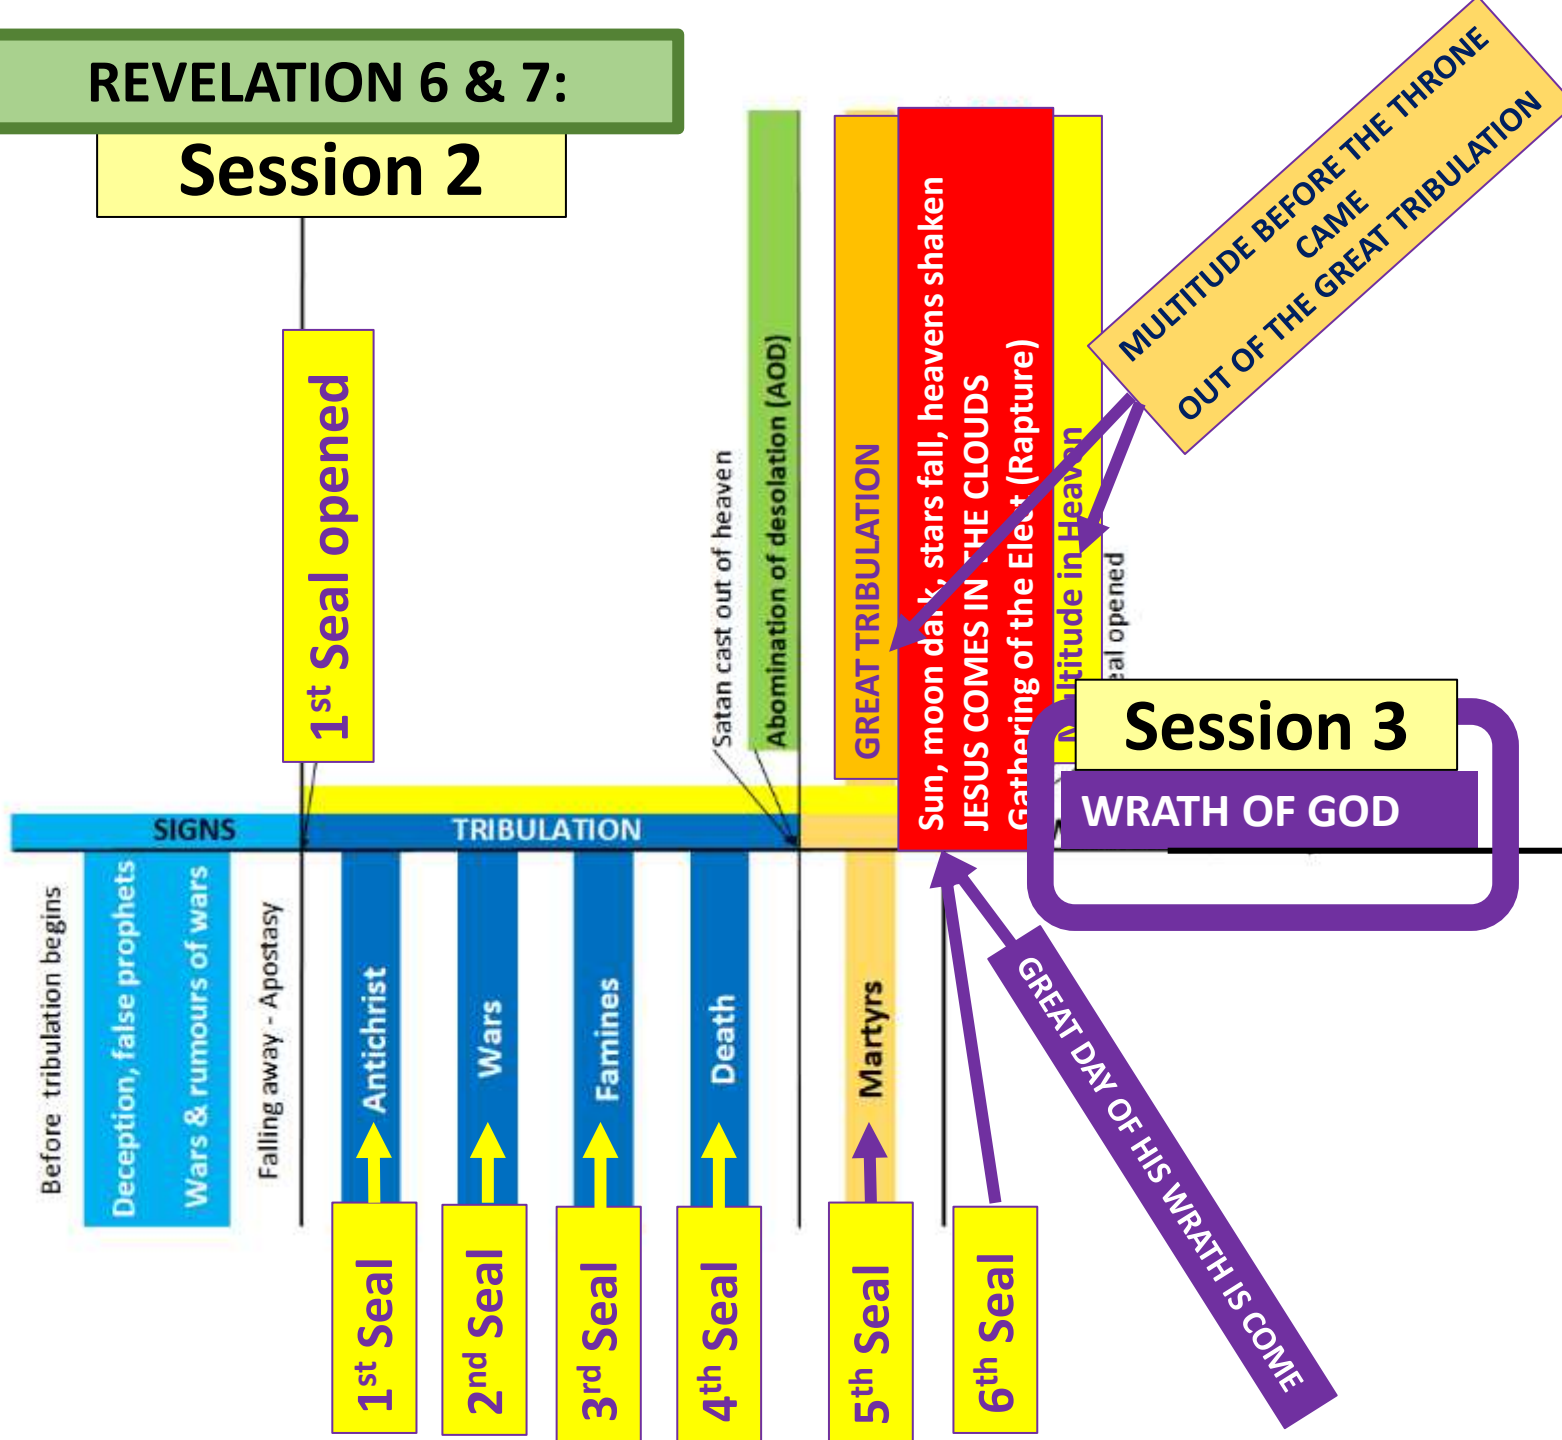 REVELATION 6 & 7:
Session 2
1st Seal opened
Satan cast out of heaven
Abomination of desolation (AOD)
GREAT TRIBULATION
Sun, moon dark, stars fall, heavens shaken
JESUS COMES IN THE CLOUDS
Gathering of the Elect (Rapture)
Multitude in Heaven
eal opened
MULTITUDE BEFORE THE THRONE
CAME
OUT OF THE GREAT TRIBULATION
Session 3
WRATH OF GOD
SIGNS
TRIBULATION
Before tribulation begins
Deception, false prophets
Wars & rumours of wars
Falling away - Apostasy
Antichrist
Wars
Famines
Death
Martyrs
GREAT DAY OF HIS WRATH IS COME
1st Seal
2nd Seal
3rd Seal
4th Seal
5th Seal
6th Seal